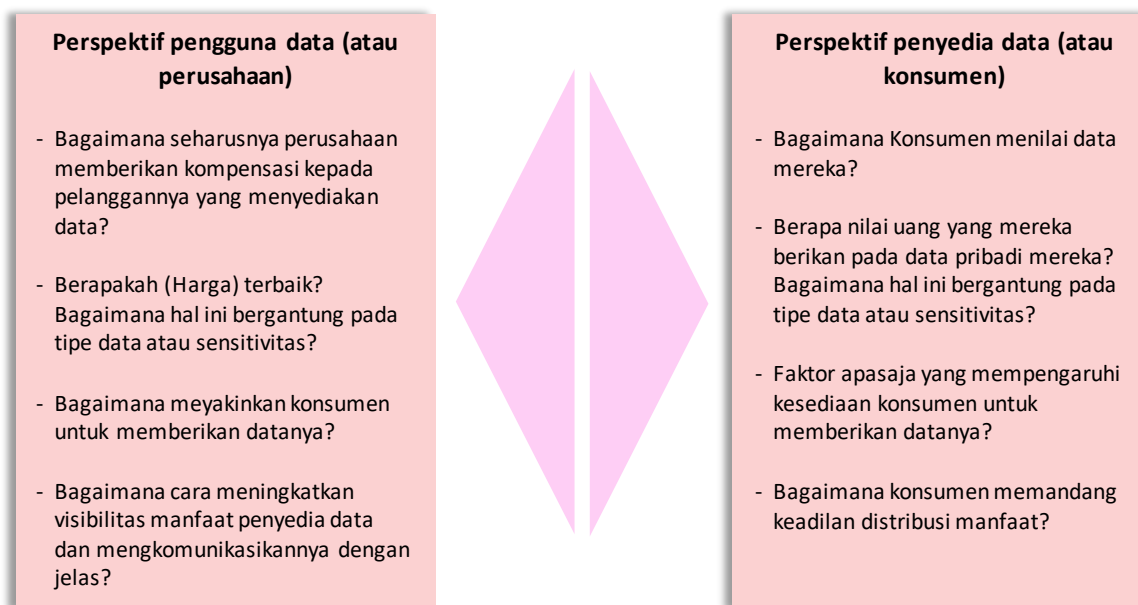 Perspektif pengguna data (atau
perusahaan)
- Bagaimana seharusnya perusahaan
memberikan kompensasi kepada
pelanggannya yang menyediakan
data?
- Berapakah (Harga) terbaik?
Bagaimana hal ini bergantung pada
tipe data atau sensitivitas?
- Bagaimana meyakinkan konsumen
untuk memberikan datanya?
- Bagaimana cara meningkatkan
visibilitas manfaat penyedia data
dan mengkomunikasikannya dengan
jelas?
Perspektif penyedia data (atau
konsumen)
- Bagaimana Konsumen menilai data
mereka?
- Berapa nilai uang yang mereka
berikan pada data pribadi mereka?
Bagaimana hal ini bergantung pada
tipe data atau sensitivitas?
- Faktor apasaja yang mempengaruhi
kesediaan konsumen untuk
memberikan datanya?
- Bagaimana konsumen memandang
keadilan distribusi manfaat?